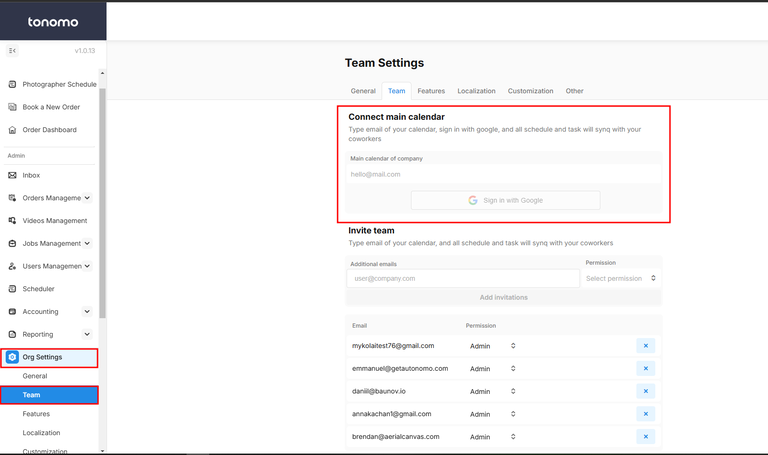 tonomo
v1.0.13
Photographer Schedule
Book a New Order
Order Dashboard
Admin
Inbox
Orders Manageme
Videos Management
Jobs Management
Users Managemen
Scheduler
Accounting
Reporting
Org Settings
General
Team
Features
Localization
Customization
Team Settings
General Team Features Localization Customization Other
Connect main calendar
Type email of your calendar, sign in with google, and all schedule and task will synq with your
coworkers
Main calendar of company
hello@mail.com
Sign in with Google
Invite team
Type email of your calendar, and all schedule and task will synq with your coworkers
Additional emails Permission
user@company.com Select permission
Add invitations
Email Permission
mykolaitest76@gmail.com Admin
emmanuel@getautonomo.com Admin
daniil@baunov.io Admin
annakachan1@gmail.com Admin
brendan@aerialcanvas.com Admin